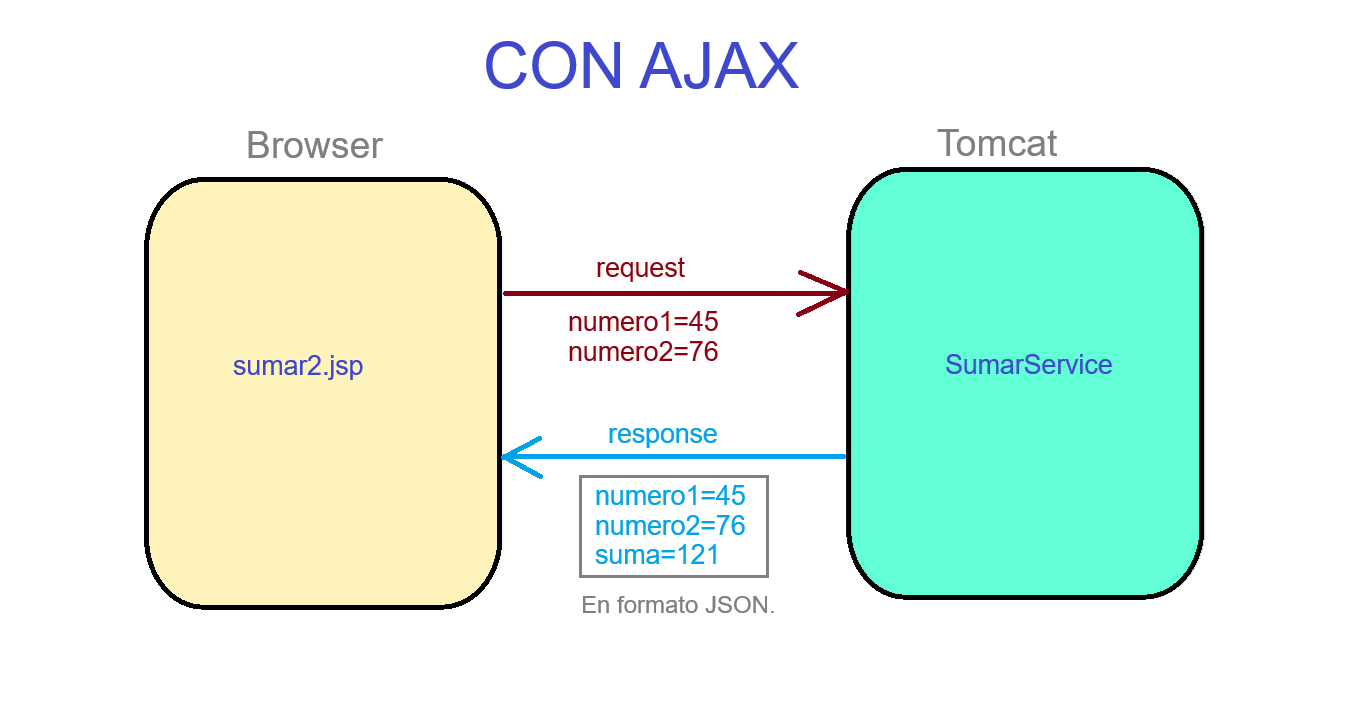 CON AJAX
Browser
Tomcat
request
numero1=45
numero2=76
sumar2.jsp
SumarService
response
numero1=45
numero2=76
suma=121
En formato JSON.